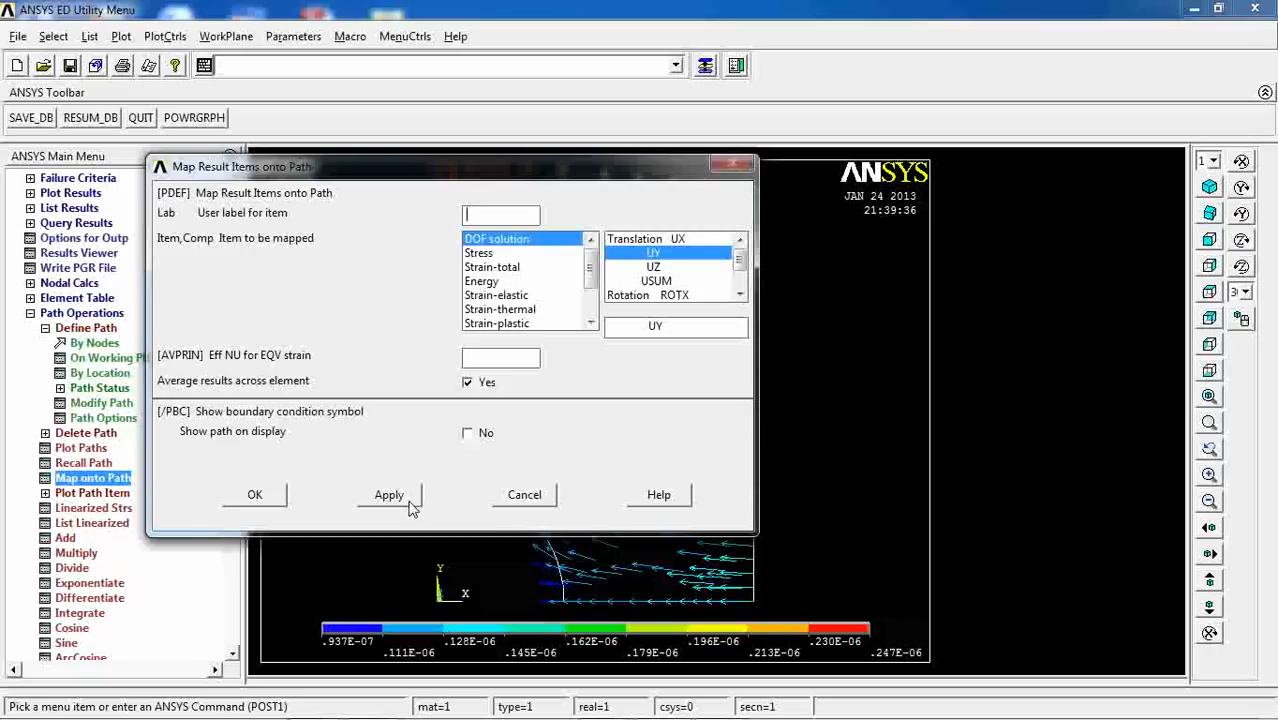 ANSYS ED Utility Menu
File Select List Plot PlotCtrls WorkPlane Parameters Macro MenuCtrls Help
ANSYS Toolbar
SAVE_DB RESUM_DB QUIT POWRGRPH
ANSYS Main Menu
Failure Criteria
Plot Results
List Results
Query Results
Options for Outp
Results Viewer
Write PGR File
Nodal Calcs
Element Table
Path Operations
Define Path
By Nodes
On Working Pl
By Location
Path Status
Modify Path
Path Options
Delete Path
Plot Paths
Recall Path
Map onto Path
Plot Path Item
Linearized Strs
List Linearized
Add
Multiply
Divide
Exponentiate
Differentiate
Integrate
Cosine
Sine
ArcCosine
Map Result Items onto Path
[PDEF] Map Result Items onto Path
Lab User label for item
Item,Comp Item to be mapped
DOF solution
Stress
Strain-total
Energy
Strain-elastic
Strain-thermal
Strain-plastic
Translation UX
UY
UZ
USUM
Rotation ROTX
UY
[AVPRIN] Eff NU for EQV strain
Average results across element Yes
[/PBC] Show boundary condition symbol
Show path on display No
OK Apply Cancel Help
ANSYS
JAN 24 2013
21:39:36
1
Y
X
.937E-07 .128E-06 .162E-06 .196E-06 .230E-06
.111E-06 .145E-06 .179E-06 .213E-06 .247E-06
Pick a menu item or enter an ANSYS Command (POST1) mat=1 type=1 real=1 csys=0 secn=1